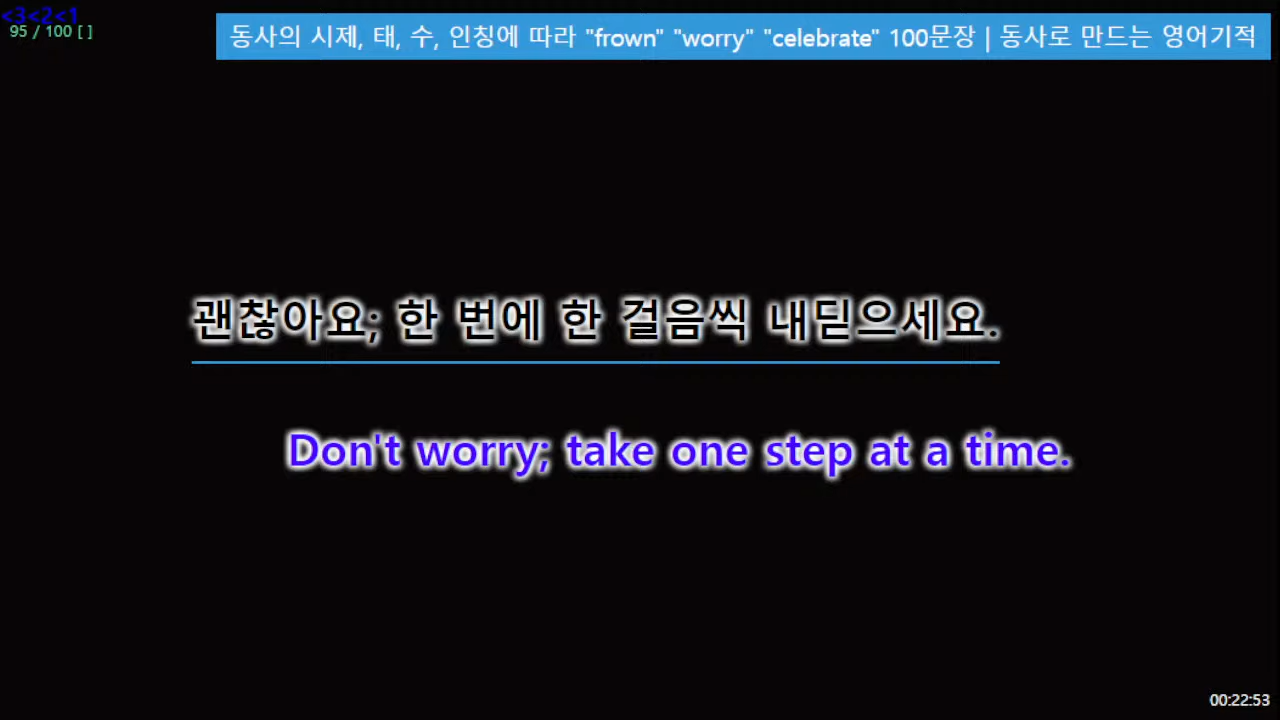 <3<2<1
95 / 100 [ ]
동사의 시제, 태, 수, 인칭에 따라 "frown" "worry" "celebrate" 100문장 | 동사로 만드는 영어기적
괜찮아요; 한 번에 한 걸음씩 내딛으세요.
Don't worry; take one step at a time.
00:22:53